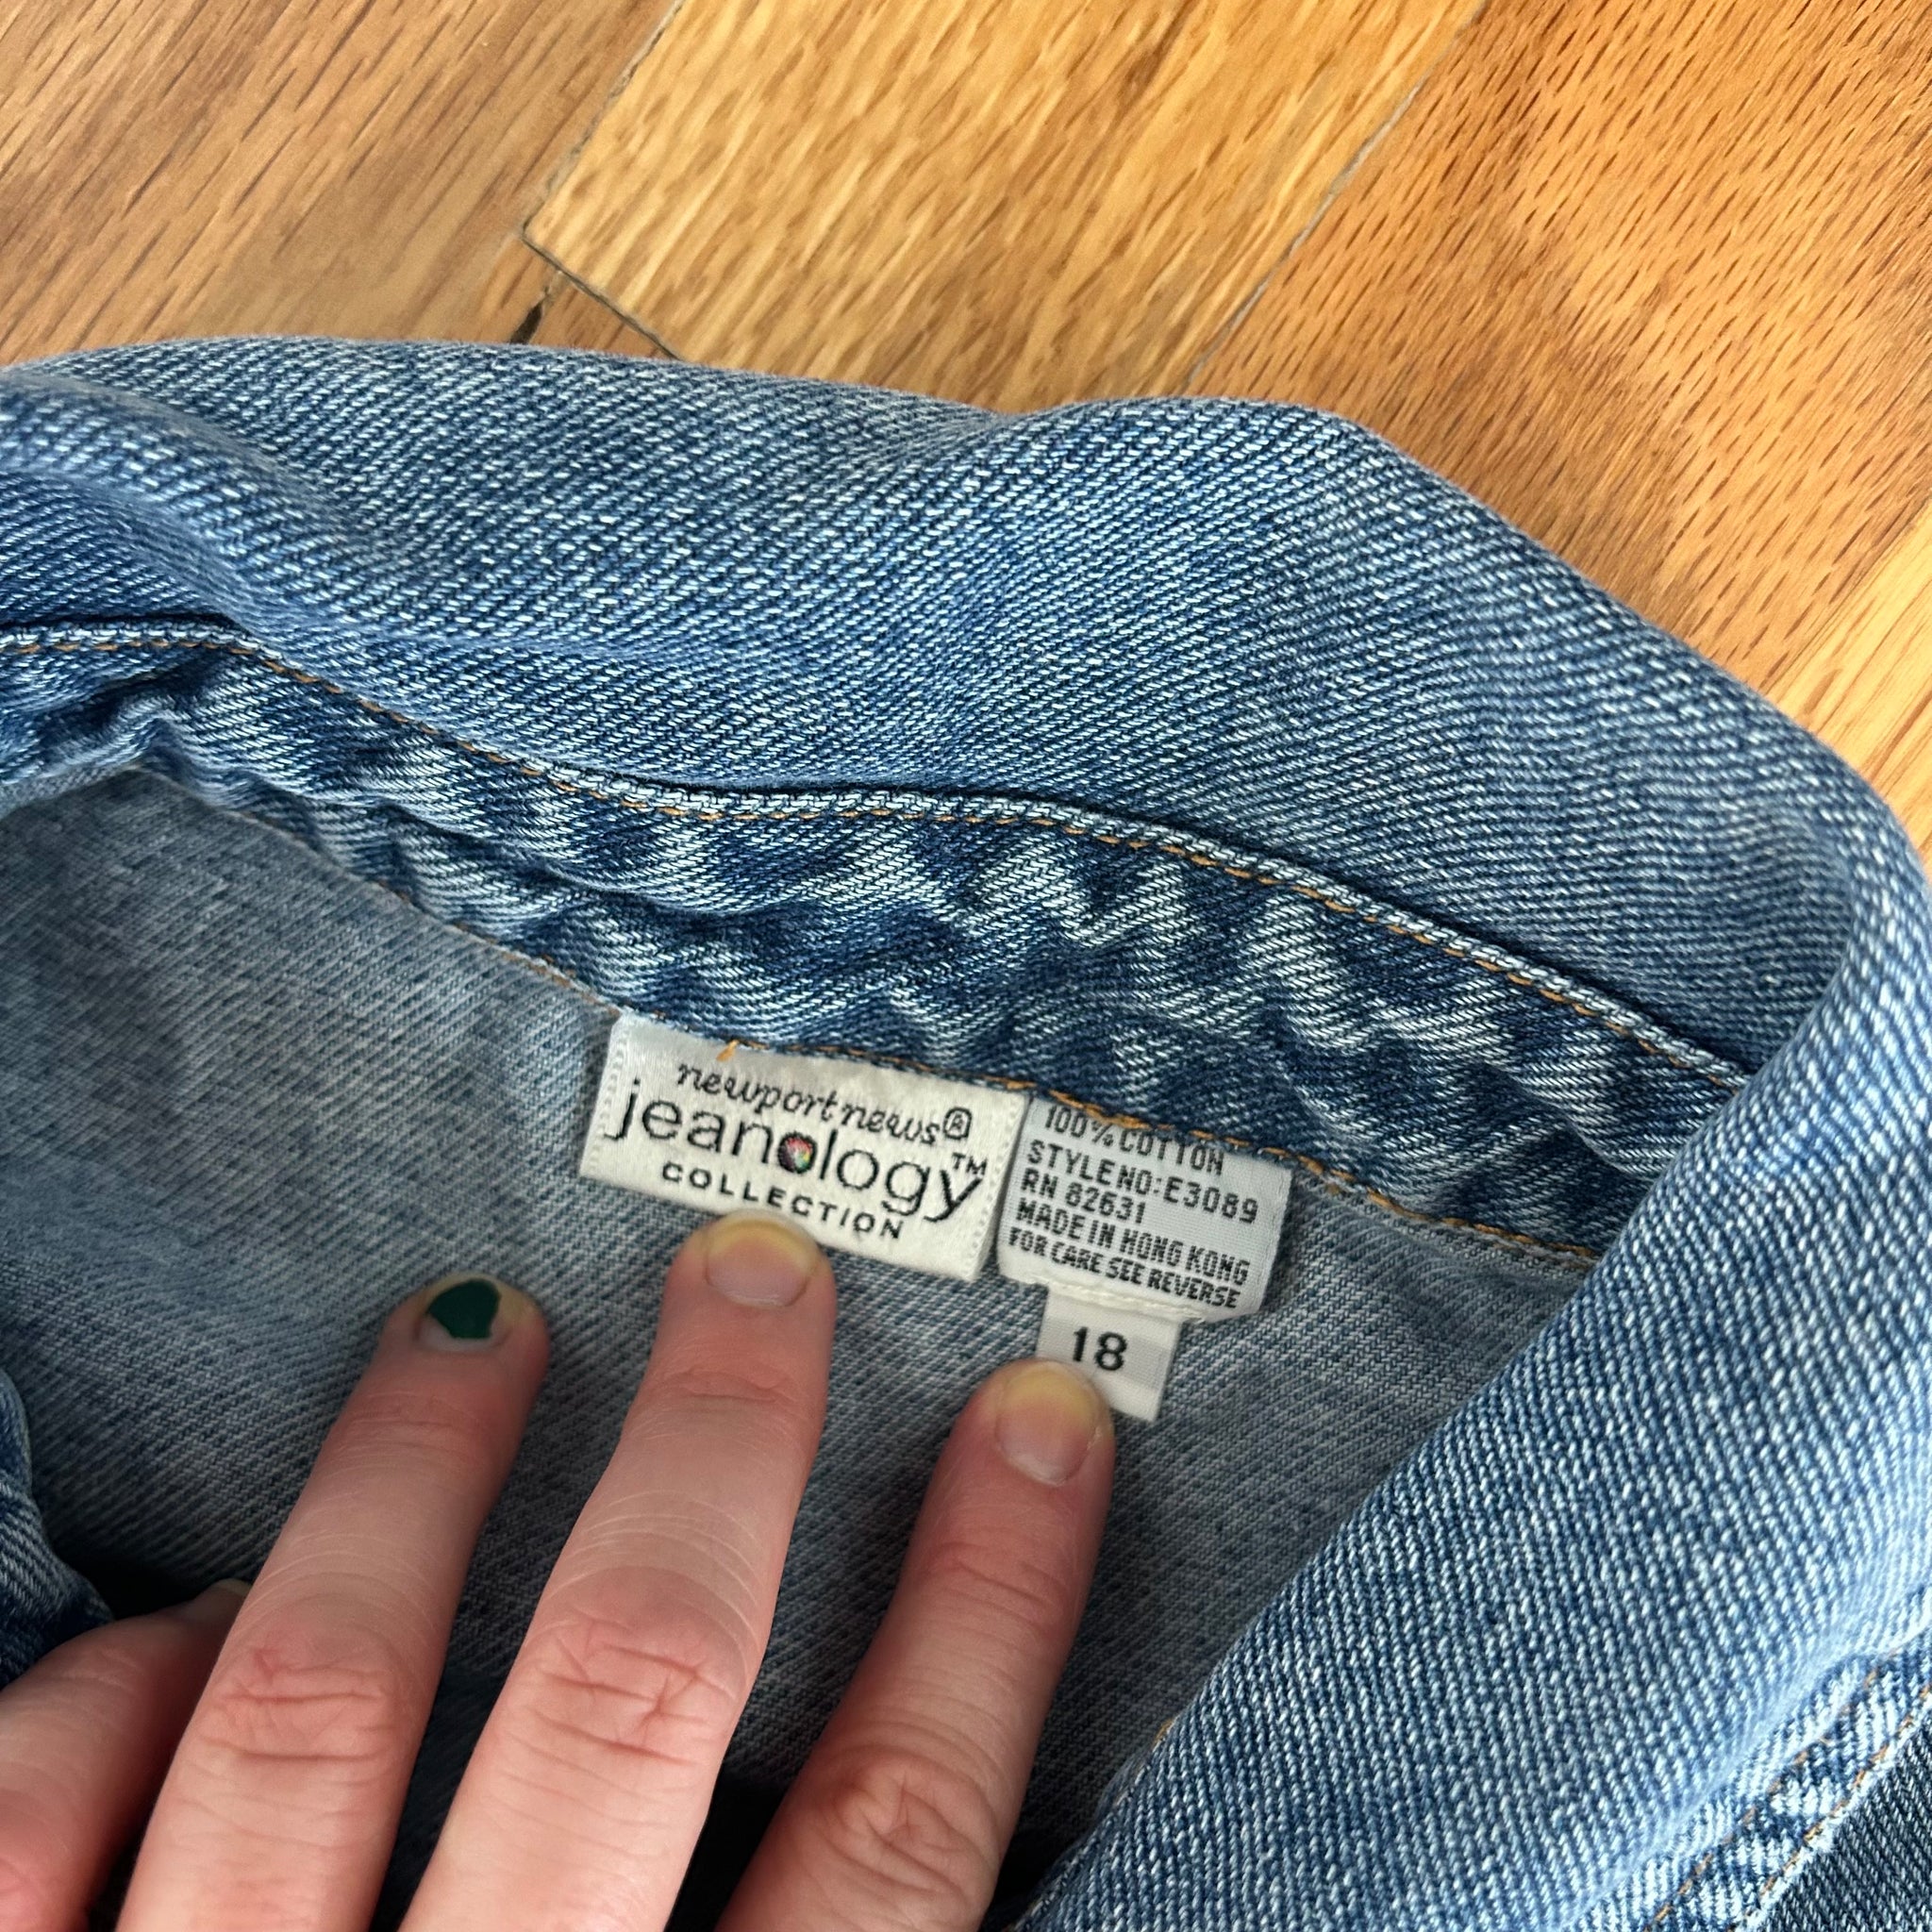 newport news®
jeanology™
COLLECTION
100% COTTON
STYLE NO: E3089
RN 82631
MADE IN HONG KONG
FOR CARE SEE REVERSE
18